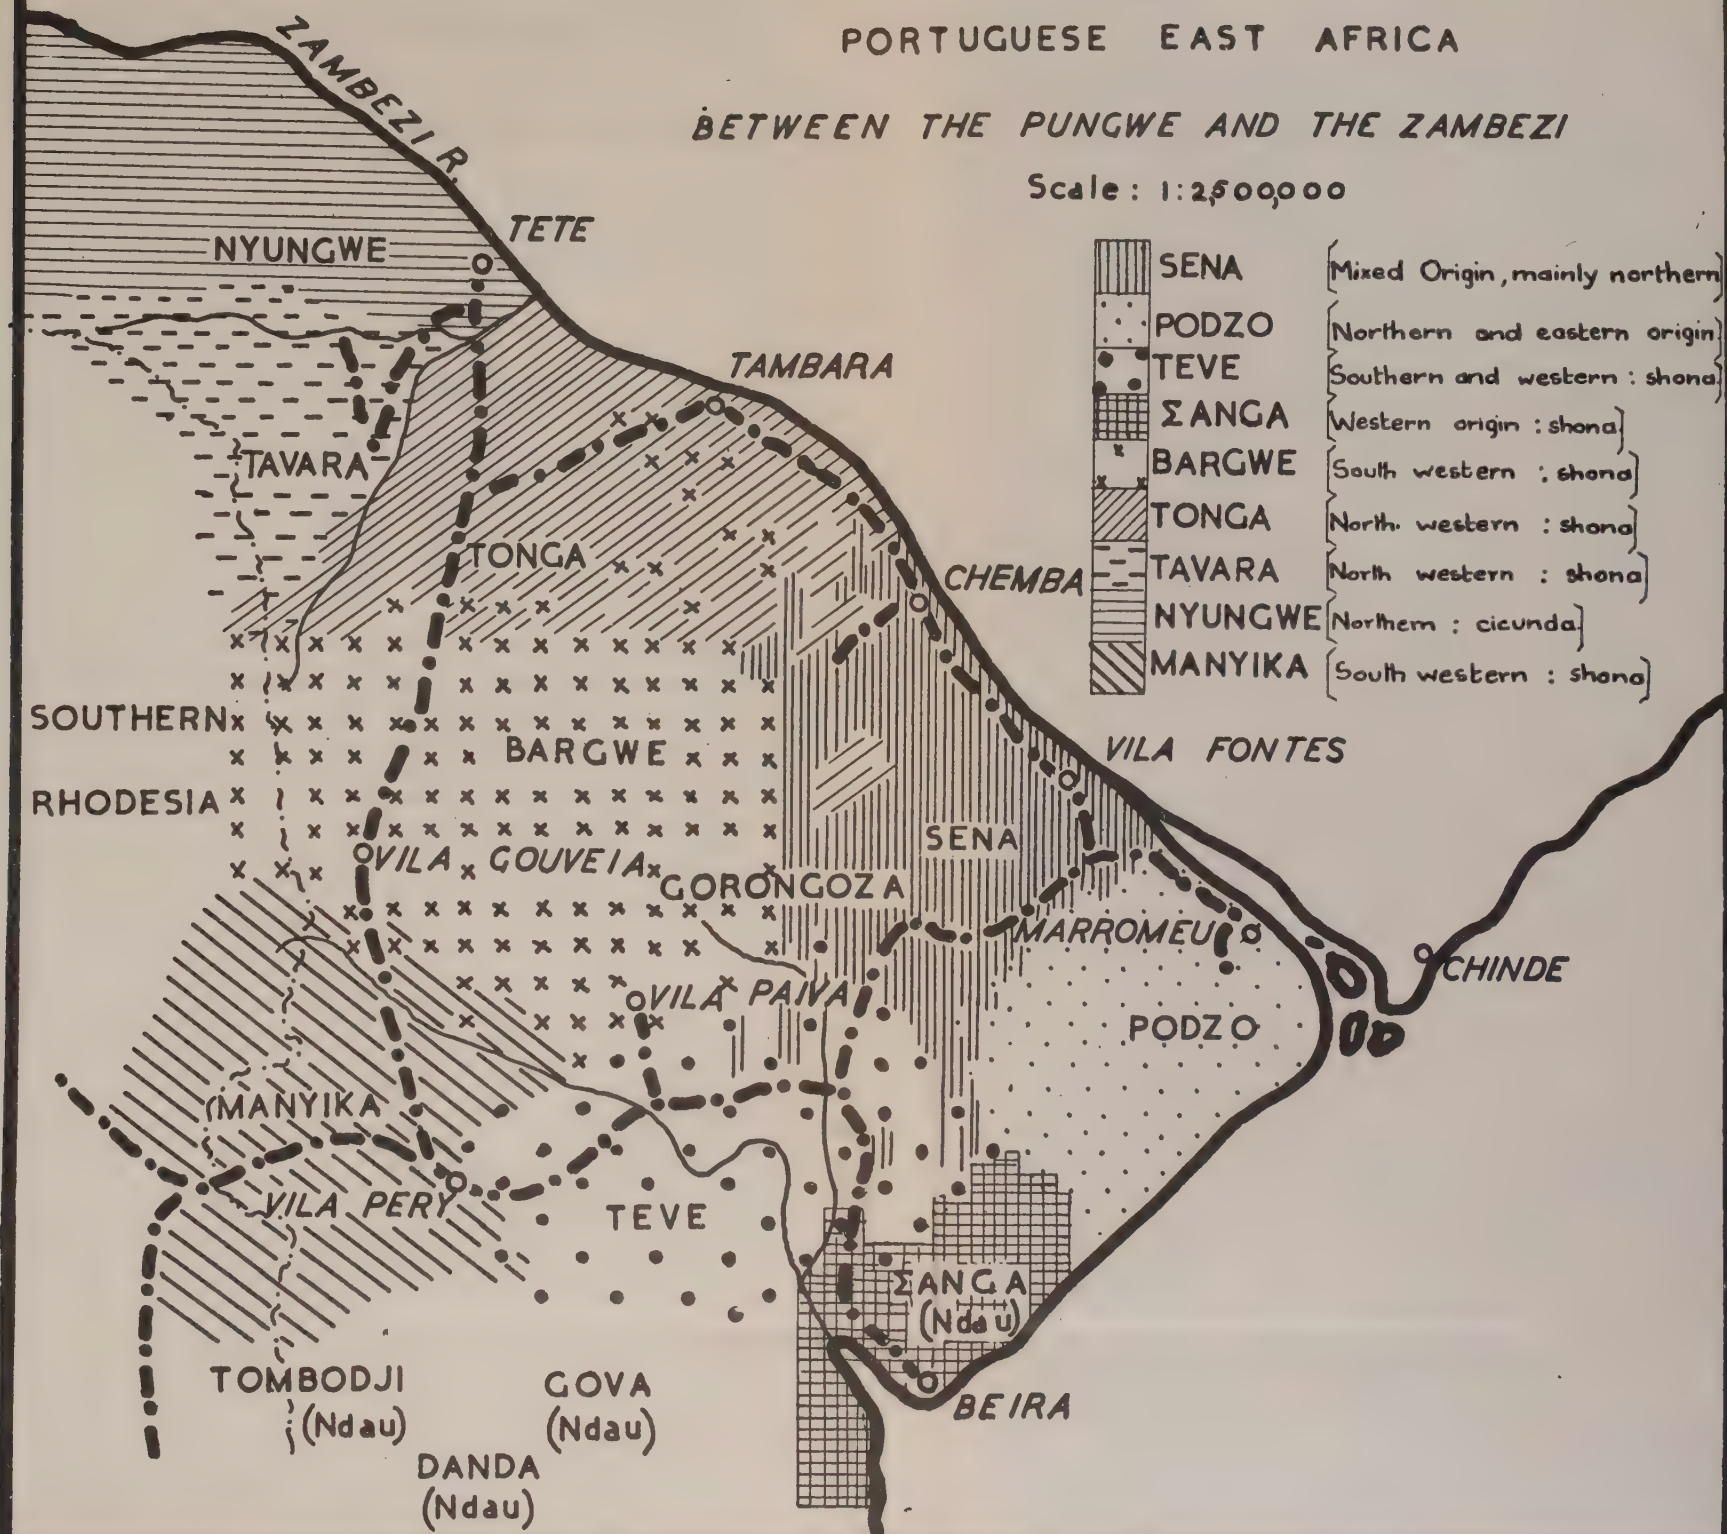 PORTUGUESE EAST AFRICA
BETWEEN THE PUNGWE AND THE ZAMBEZI
Scale: 1:2,500,000
SENA [Mixed Origin, mainly northern]
PODZO [Northern and eastern origin]
TEVE [Southern and western : shona]
ΣANGA [Western origin : shona]
BARGWE [South western : shona]
TONGA [North. western : shona]
TAVARA [North western : shona]
NYUNGWE [Northern : cicunda]
MANYIKA [South western : shona]
ZAMBEZI R.
NYUNGWE
TETE
TAMBARA
TAVARA
TONGA
CHEMBA
SOUTHERN
RHODESIA
BARGWE
VILA FONTES
SENA
VILA GOUVEIA
GORONGOZA
MARROMEU
CHINDE
VILA PAIVA
PODZO
MANYIKA
VILA PERY
TEVE
ΣANGA
(Ndau)
TOMBODJI
(Ndau)
GOVA
(Ndau)
BEIRA
DANDA
(Ndau)